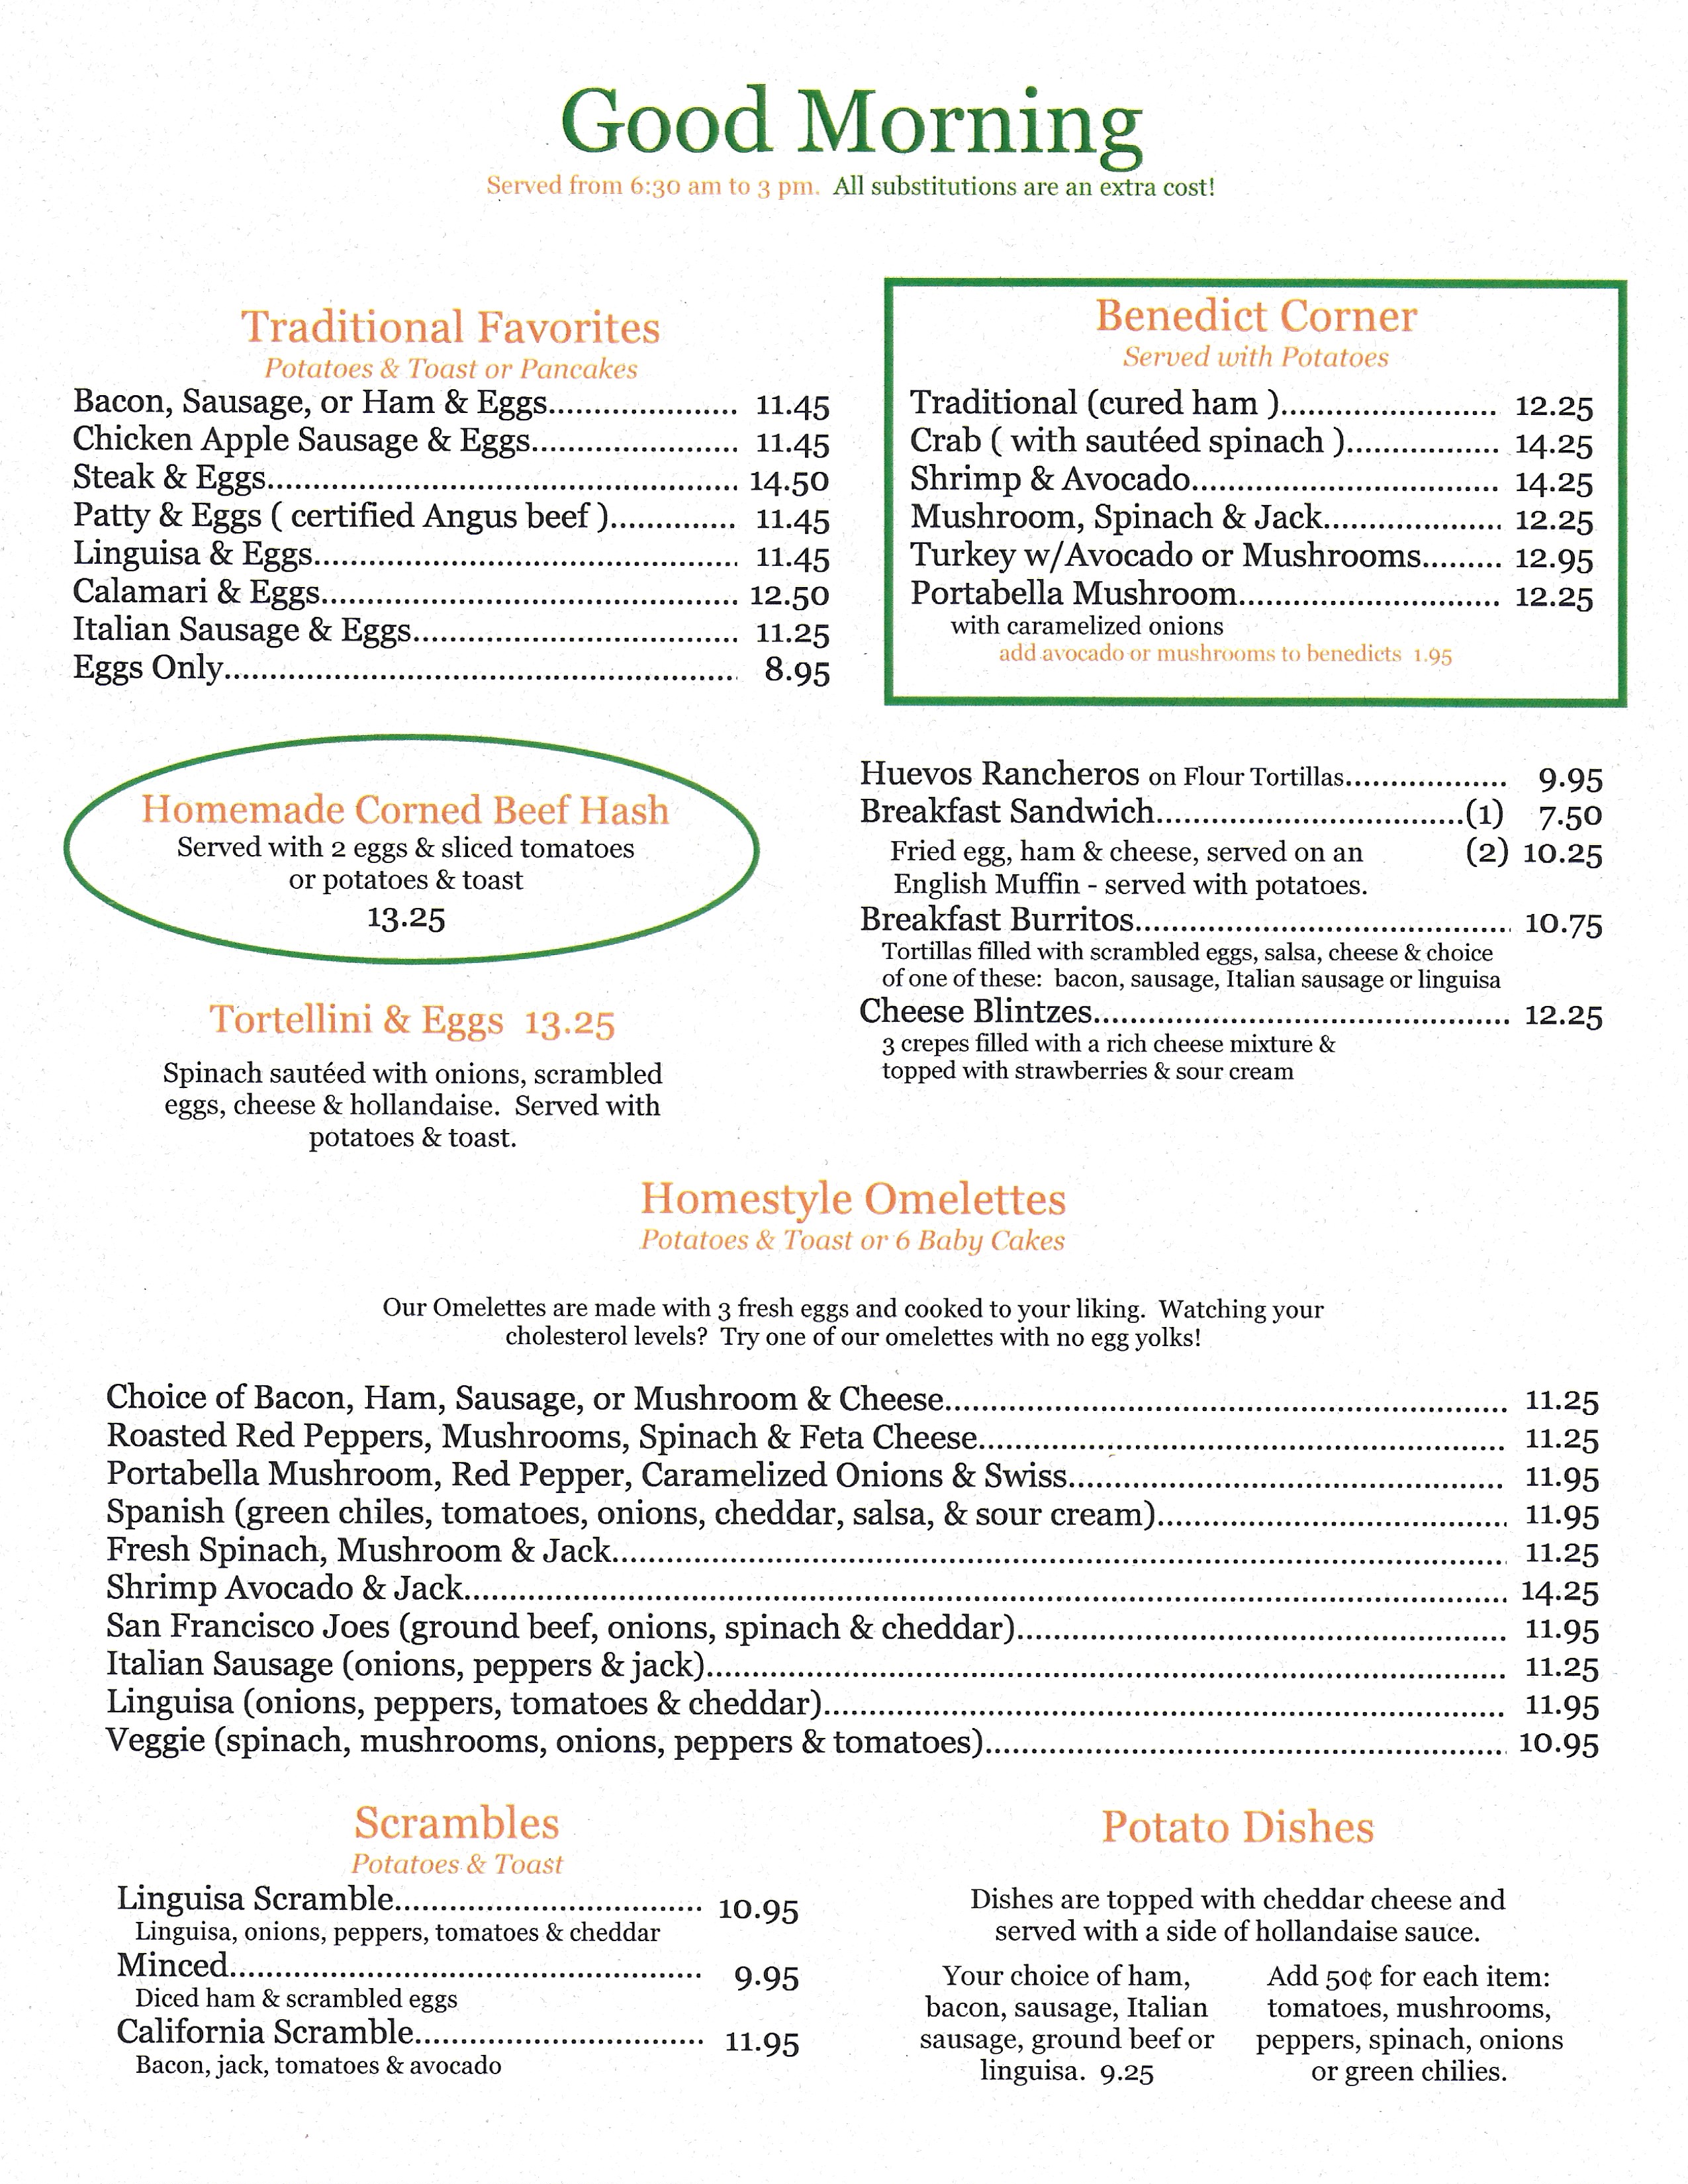 Good Morning
Served from 6:30 am to 3 pm. All substitutions are an extra cost!
Traditional Favorites
Potatoes & Toast or Pancakes
Bacon, Sausage, or Ham & Eggs.................... 11.45
Chicken Apple Sausage & Eggs...................... 11.45
Steak & Eggs.................................................. 14.50
Patty & Eggs ( certified Angus beef )............. 11.45
Linguisa & Eggs............................................. 11.45
Calamari & Eggs............................................ 12.50
Italian Sausage & Eggs.................................. 11.25
Eggs Only...................................................... 8.95
Benedict Corner
Served with Potatoes
Traditional (cured ham )....................... 12.25
Crab ( with sautéed spinach )................ 14.25
Shrimp & Avocado................................. 14.25
Mushroom, Spinach & Jack................... 12.25
Turkey w/Avocado or Mushrooms......... 12.95
Portabella Mushroom............................ 12.25
with caramelized onions
add avocado or mushrooms to benedicts 1.95
Homemade Corned Beef Hash
Served with 2 eggs & sliced tomatoes
or potatoes & toast
13.25
Tortellini & Eggs 13.25
Spinach sautéed with onions, scrambled
eggs, cheese & hollandaise. Served with
potatoes & toast.
Huevos Rancheros on Flour Tortillas................. 9.95
Breakfast Sandwich.................................(1) 7.50
Fried egg, ham & cheese, served on an (2) 10.25
English Muffin - served with potatoes.
Breakfast Burritos........................................ 10.75
Tortillas filled with scrambled eggs, salsa, cheese & choice
of one of these: bacon, sausage, Italian sausage or linguisa
Cheese Blintzes............................................. 12.25
3 crepes filled with a rich cheese mixture &
topped with strawberries & sour cream
Homestyle Omelettes
Potatoes & Toast or 6 Baby Cakes
Our Omelettes are made with 3 fresh eggs and cooked to your liking. Watching your
cholesterol levels? Try one of our omelettes with no egg yolks!
Choice of Bacon, Ham, Sausage, or Mushroom & Cheese............................................................ 11.25
Roasted Red Peppers, Mushrooms, Spinach & Feta Cheese........................................................ 11.25
Portabella Mushroom, Red Pepper, Caramelized Onions & Swiss.............................................. 11.95
Spanish (green chiles, tomatoes, onions, cheddar, salsa, & sour cream)..................................... 11.95
Fresh Spinach, Mushroom & Jack............................................................................................... 11.25
Shrimp Avocado & Jack.............................................................................................................. 14.25
San Francisco Joes (ground beef, onions, spinach & cheddar).................................................... 11.95
Italian Sausage (onions, peppers & jack)..................................................................................... 11.25
Linguisa (onions, peppers, tomatoes & cheddar)........................................................................ 11.95
Veggie (spinach, mushrooms, onions, peppers & tomatoes)....................................................... 10.95
Scrambles
Potatoes & Toast
Linguisa Scramble................................. 10.95
Linguisa, onions, peppers, tomatoes & cheddar
Minced.................................................. 9.95
Diced ham & scrambled eggs
California Scramble............................... 11.95
Bacon, jack, tomatoes & avocado
Potato Dishes
Dishes are topped with cheddar cheese and
served with a side of hollandaise sauce.
Your choice of ham,
bacon, sausage, Italian
sausage, ground beef or
linguisa. 9.25
Add 50¢ for each item:
tomatoes, mushrooms,
peppers, spinach, onions
or green chilies.